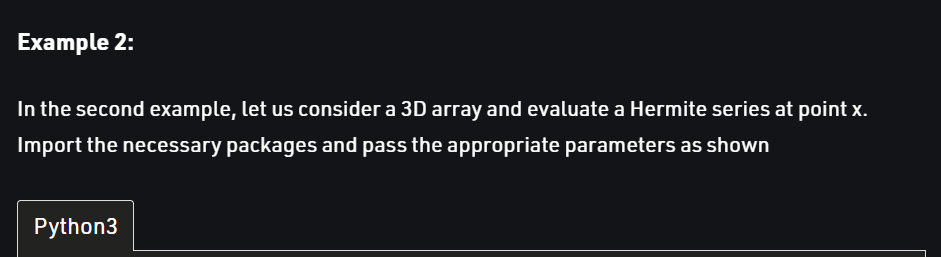 Example 2:
In the second example, let us consider a 3D array and evaluate a Hermite series at point x.
Import the necessary packages and pass the appropriate parameters as shown
Python3